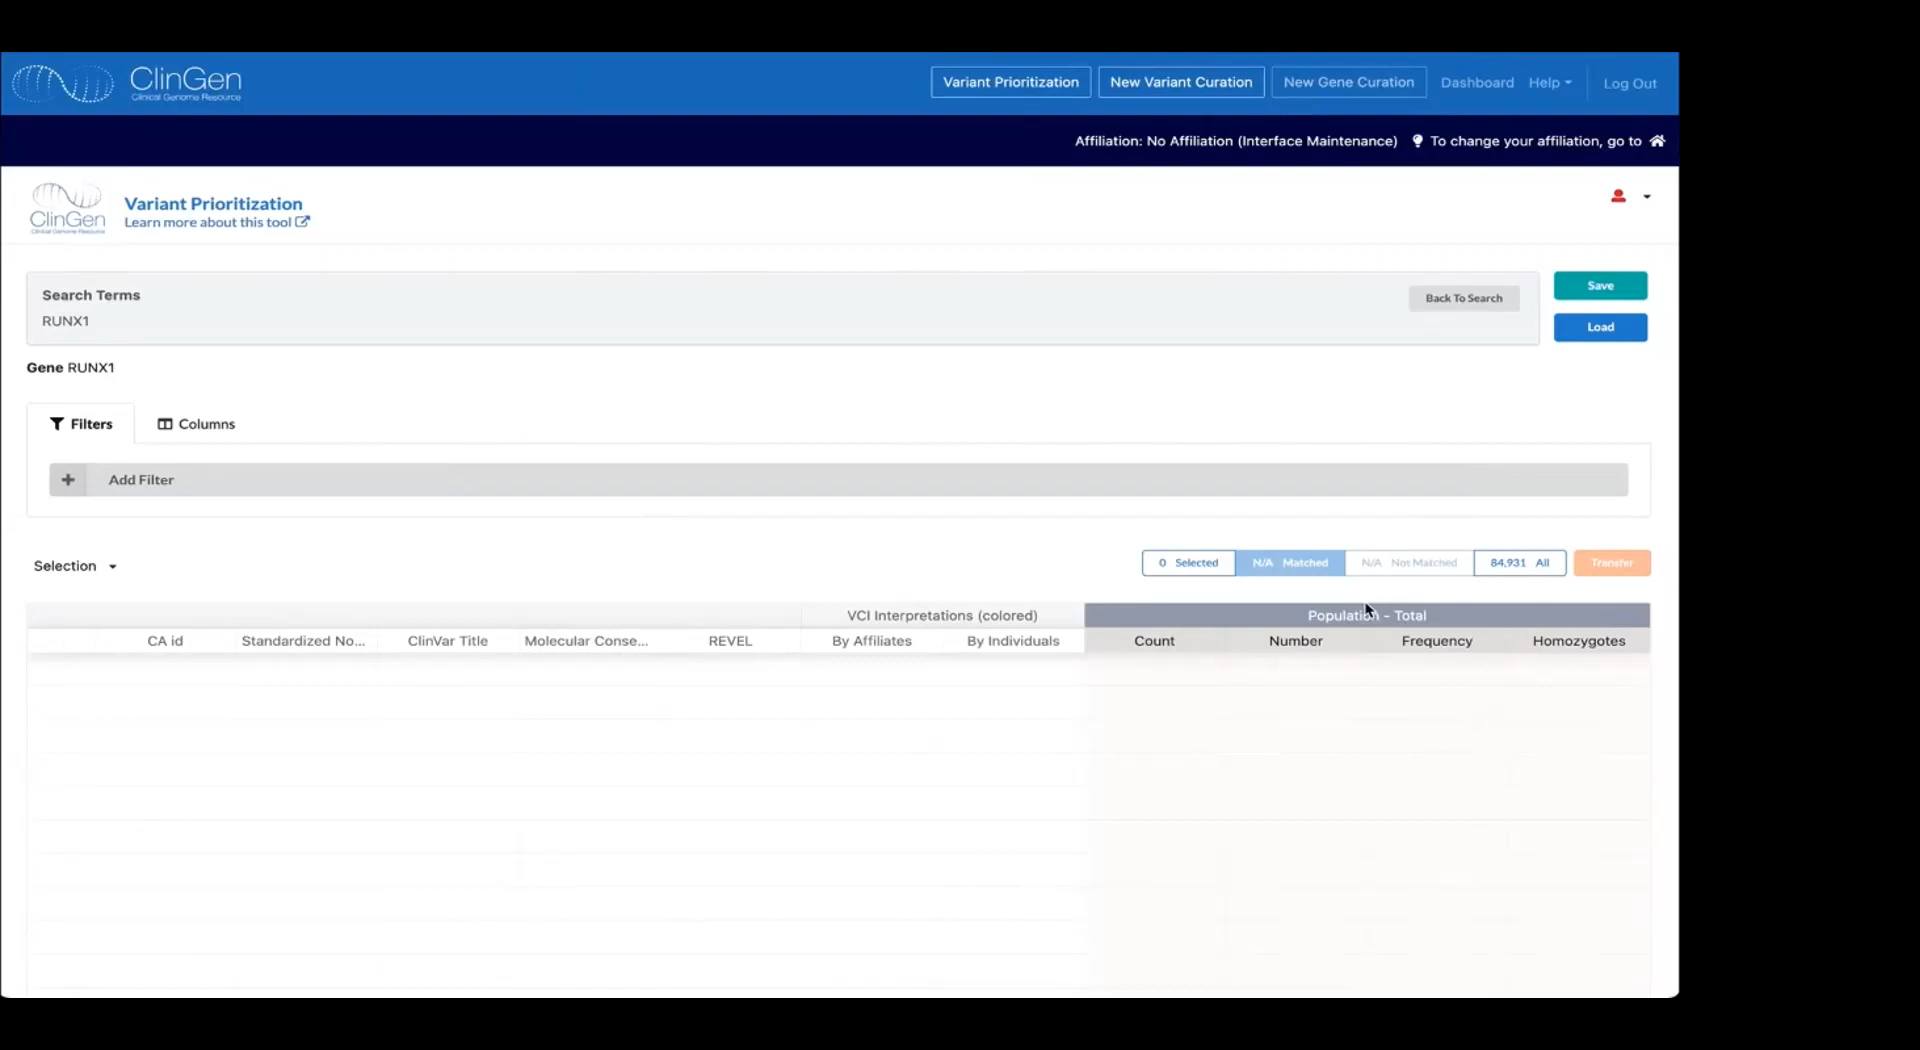 ClinGen
Clinical Genome Resource
Variant Prioritization
New Variant Curation
New Gene Curation
Dashboard
Help
Log Out
Affiliation: No Affiliation (Interface Maintenance)
To change your affiliation, go to
ClinGen
Clinical Genome Resource
Variant Prioritization
Learn more about this tool
Search Terms
RUNX1
Back To Search
Save
Load
Gene RUNX1
Filters
Columns
+ Add Filter
Selection
0 Selected
N/A Matched
N/A Not Matched
84,931 All
Transfer
VCI Interpretations (colored)
Population - Total
CA id
Standardized No...
ClinVar Title
Molecular Conse...
REVEL
By Affiliates
By Individuals
Count
Number
Frequency
Homozygotes